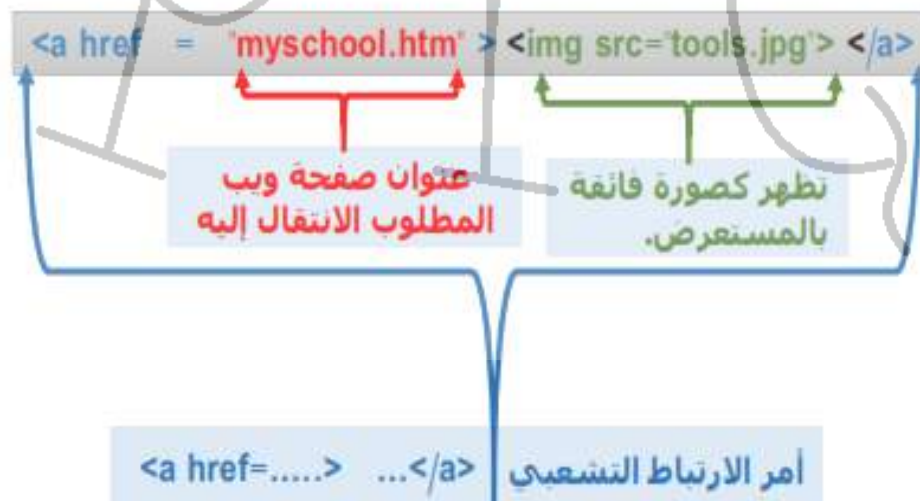 <a href = "myschool.htm" > <img src="tools.jpg"> </a>
تظهر كصورة فائقة
بالمستعرض.
عنوان صفحة ويب
المطلوب الانتقال إليه
أمر الارتباط التشعبي <a href=.....> ...</a>